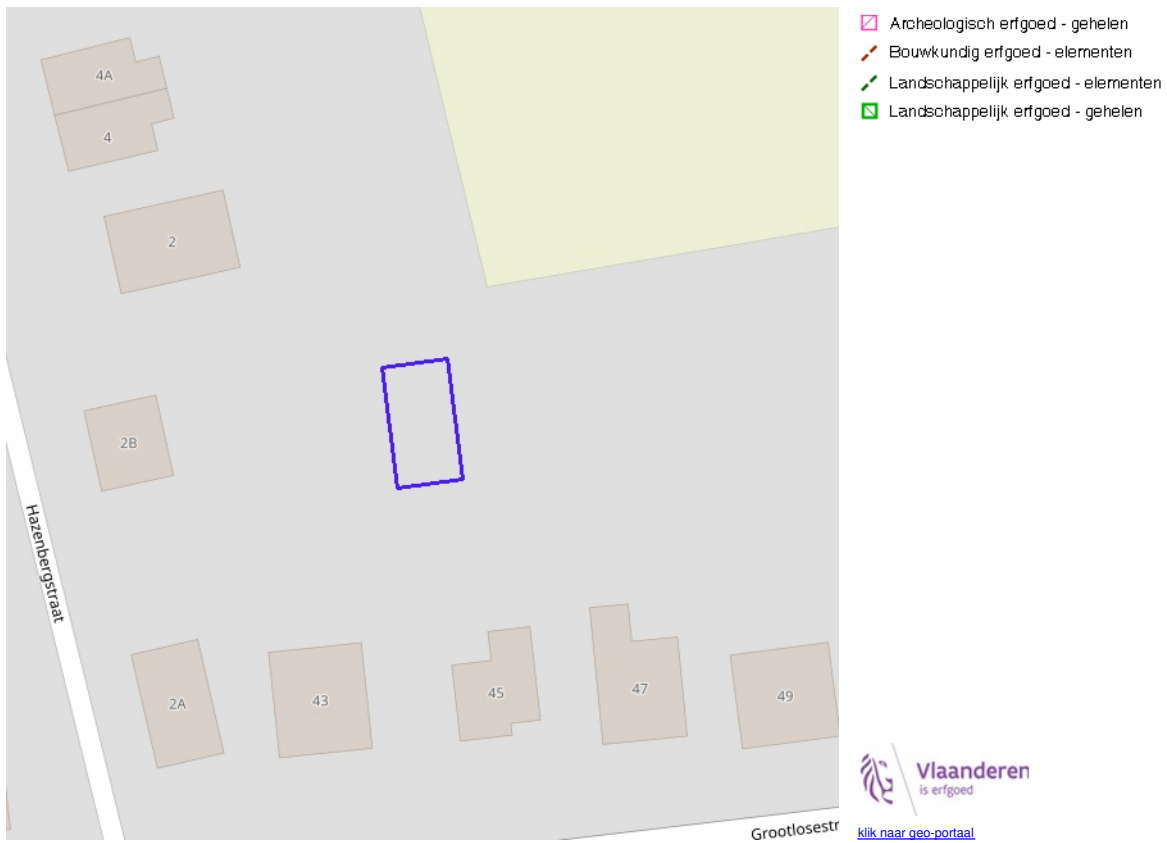 4A
4
2
2B
Hazenbergstraat
2A
43
45
47
49
Grootlosestr
Archeologisch erfgoed - gehelen
Bouwkundig erfgoed - elementen
Landschappelijk erfgoed - elementen
Landschappelijk erfgoed - gehelen
Vlaanderen
is erfgoed
klik naar geo-portaal